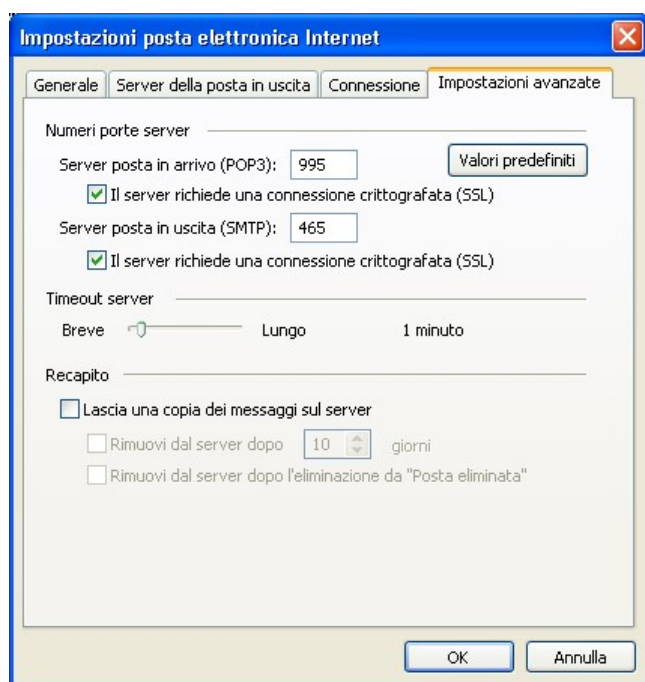 Impostazioni posta elettronica Internet
Generale Server della posta in uscita Connessione Impostazioni avanzate
Numeri porte server
Server posta in arrivo (POP3): 995 Valori predefiniti
Il server richiede una connessione crittografata (SSL)
Server posta in uscita (SMTP): 465
Il server richiede una connessione crittografata (SSL)
Timeout server
Breve Lungo 1 minuto
Recapito
Lascia una copia dei messaggi sul server
Rimuovi dal server dopo 10 giorni
Rimuovi dal server dopo l'eliminazione da "Posta eliminata"
OK Annulla